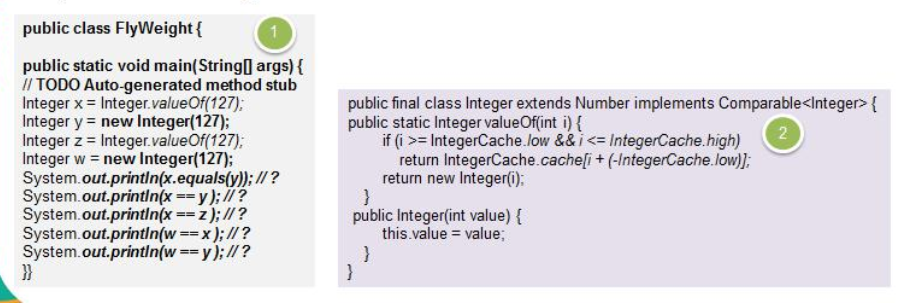 public class FlyWeight {
1
public static void main(String[] args) {
// TODO Auto-generated method stub
Integer x = Integer.valueOf(127);
Integer y = new Integer(127);
Integer z = Integer.valueOf(127);
Integer w = new Integer(127);
System.out.println(x.equals(y)); // ?
System.out.println(x == y ); // ?
System.out.println(x == z ); // ?
System.out.println(w == x ); // ?
System.out.println(w == y ); // ?
}}
public final class Integer extends Number implements Comparable<Integer> {
public static Integer valueOf(int i) {
2
if (i >= IntegerCache.low && i <= IntegerCache.high)
return IntegerCache.cache[i + (-IntegerCache.low)];
return new Integer(i);
}
public Integer(int value) {
this.value = value;
}
}